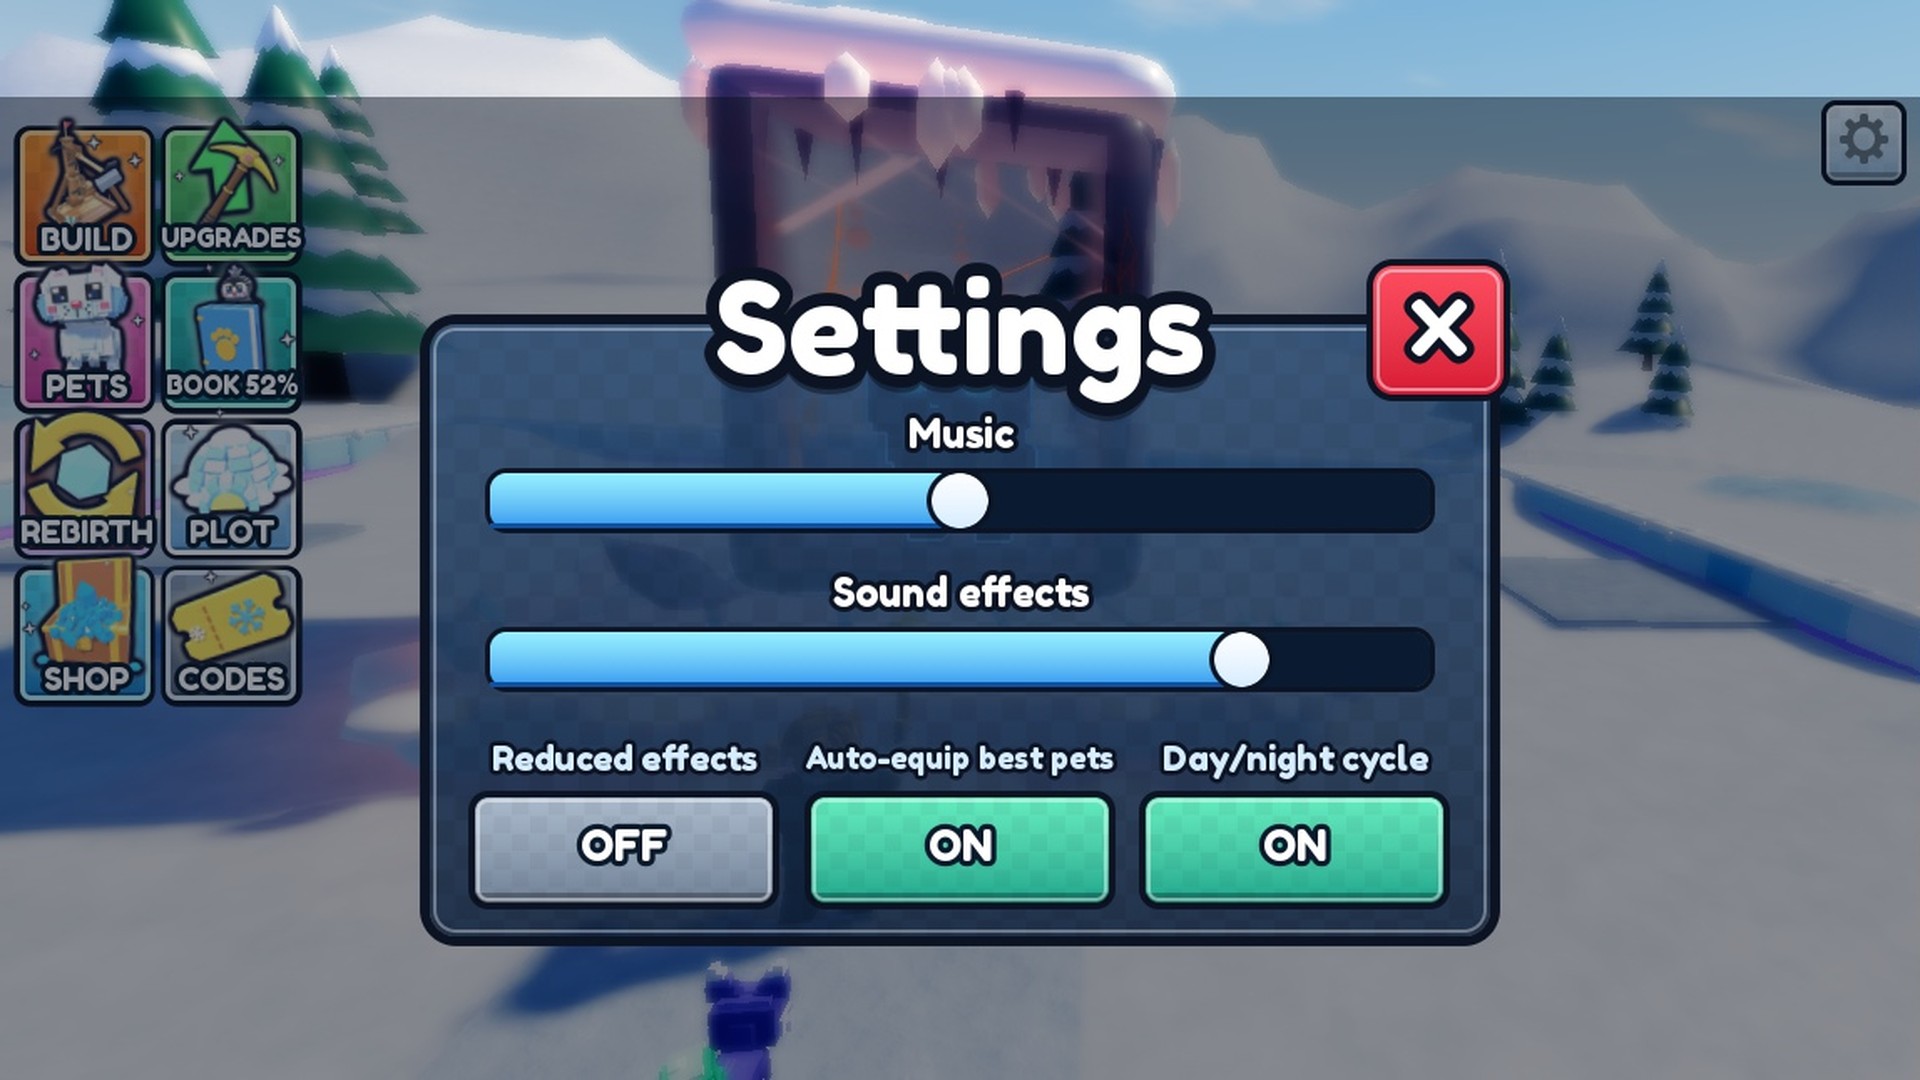 BUILD
UPGRADES
PETS
BOOK 52%
REBIRTH
PLOT
SHOP
CODES
Settings
Music
Sound effects
Reduced effects
Auto-equip best pets
Day/night cycle
OFF
ON
ON